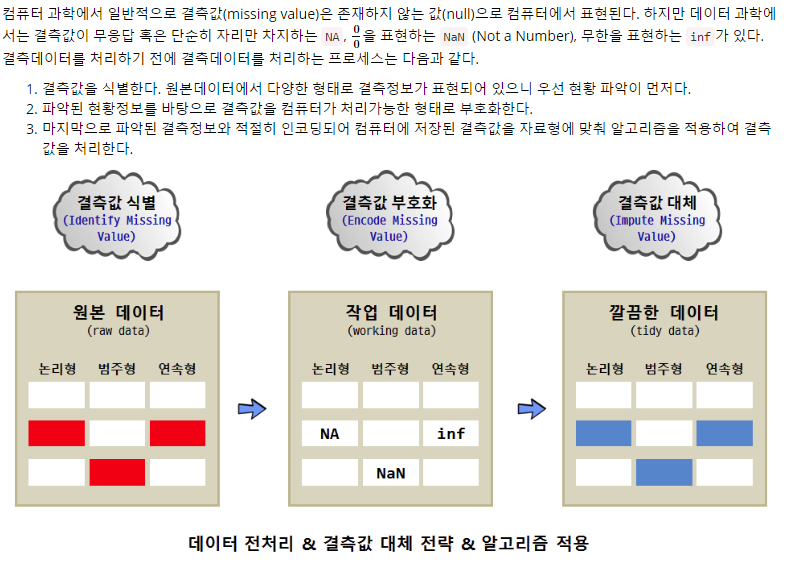 컴퓨터 과학에서 일반적으로 결측값(missing value)은 존재하지 않는 값(null)으로 컴퓨터에서 표현된다. 하지만 데이터 과학에
서는 결측값이 무응답 혹은 단순히 자리만 차지하는 NA, 0/0을 표현하는 NaN (Not a Number), 무한을 표현하는 inf 가 있다.
결측데이터를 처리하기 전에 결측데이터를 처리하는 프로세스는 다음과 같다.
1. 결측값을 식별한다. 원본데이터에서 다양한 형태로 결측정보가 표현되어 있으니 우선 현황 파악이 먼저다.
2. 파악된 현황정보를 바탕으로 결측값을 컴퓨터가 처리가능한 형태로 부호화한다.
3. 마지막으로 파악된 결측정보와 적절히 인코딩되어 컴퓨터에 저장된 결측값을 자료형에 맞춰 알고리즘을 적용하여 결측
값을 처리한다.
결측값 식별
(Identify Missing
Value)
결측값 부호화
(Encode Missing
Value)
결측값 대체
(Impute Missing
Value)
원본 데이터
(raw data)
논리형 범주형 연속형
작업 데이터
(working data)
논리형 범주형 연속형
NA inf
NaN
깔끔한 데이터
(tidy data)
논리형 범주형 연속형
데이터 전처리 & 결측값 대체 전략 & 알고리즘 적용